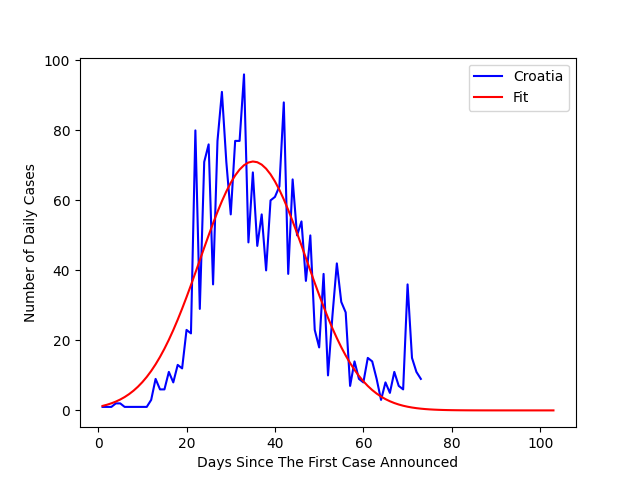 Croatia
Fit
Number of Daily Cases
100
80
60
40
20
0
0 20 40 60 80 100
Days Since The First Case Announced